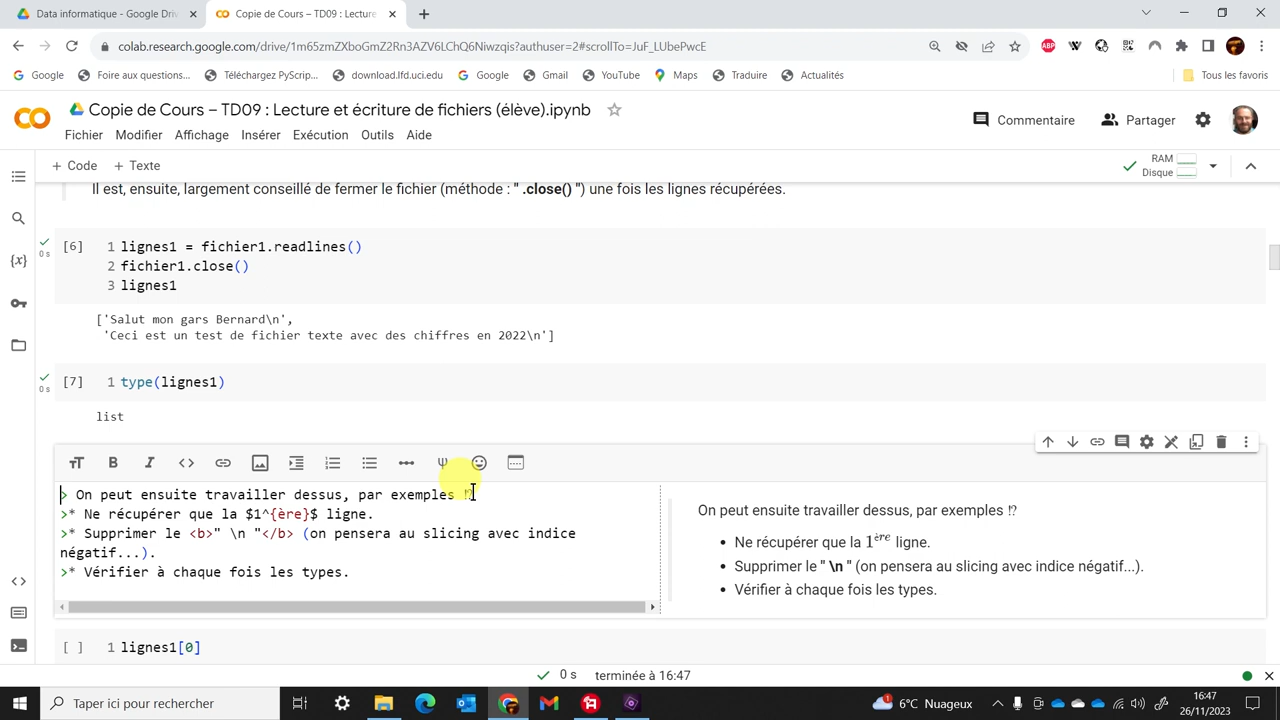 Data informatique - Google Driv
Copie de Cours – TD09 : Lecture
colab.research.google.com/drive/1m65zmZXboGmZ2Rn3AZV6LChQ6Niwzqis?authuser=2#scrollTo=JuF_LUbePwcE
Google
Foire aux questions...
Téléchargez PyScrip...
download.lfd.uci.edu
Google
Gmail
YouTube
Maps
Traduire
Actualités
Tous les favoris
CO
Copie de Cours – TD09 : Lecture et écriture de fichiers (élève).ipynb
Commentaire
Partager
Fichier Modifier Affichage Insérer Exécution Outils Aide
+ Code + Texte
RAM
Disque
Il est, ensuite, largement conseillé de fermer le fichier (méthode : " .close() ") une fois les lignes récupérées.
[6] 1 lignes1 = fichier1.readlines()
0 s 2 fichier1.close()
3 lignes1
['Salut mon gars Bernard\n',
'Ceci est un test de fichier texte avec des chiffres en 2022\n']
[7] 1 type(lignes1)
0 s
list
> On peut ensuite travailler dessus, par exemples ⁉
>* Ne récupérer que la $1^{ère}$ ligne.
>* Supprimer le <b>" \n "</b> (on pensera au slicing avec indice
négatif...).
>* Vérifier à chaque fois les types.
On peut ensuite travailler dessus, par exemples ⁉
• Ne récupérer que la 1ère ligne.
• Supprimer le " \n " (on pensera au slicing avec indice négatif...).
• Vérifier à chaque fois les types.
[ ] 1 lignes1[0]
0 s terminée à 16:47
Taper ici pour rechercher
6°C Nuageux
16:47
26/11/2023